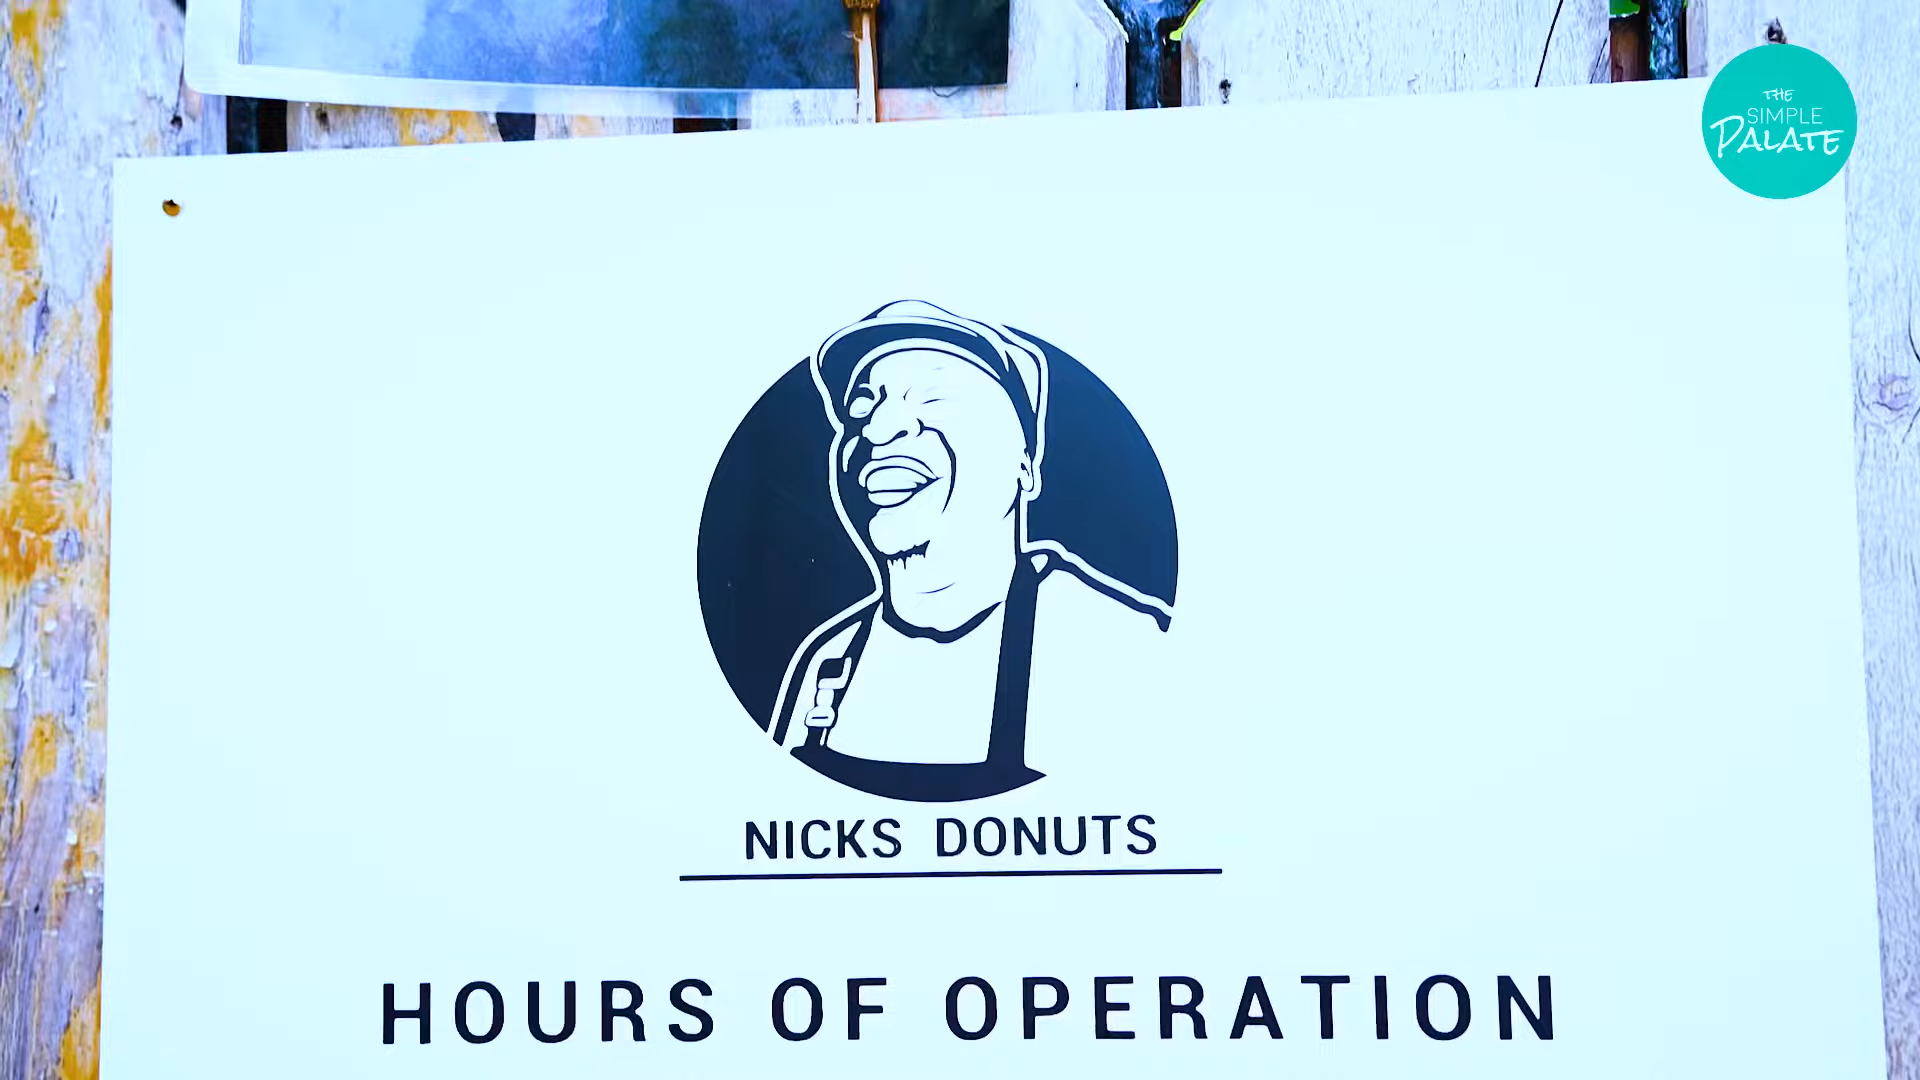 THE
SIMPLE
PALATE
NICKS DONUTS
HOURS OF OPERATION